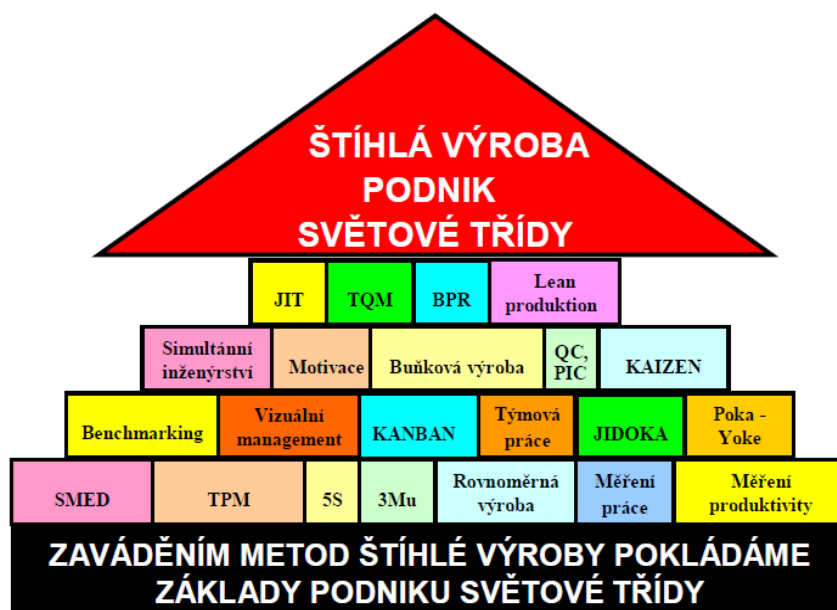 ŠTÍHLÁ VÝROBA
PODNIK
SVĚTOVÉ TŘÍDY
JIT
TQM
BPR
Lean
produktion
Simultánní
inženýrství
Motivace
Buňková výroba
QC,
PIC
KAIZEN
Benchmarking
Vizuální
management
KANBAN
Týmová
práce
JIDOKA
Poka -
Yoke
SMED
TPM
5S
3Mu
Rovnoměrná
výroba
Měření
práce
Měření
produktivity
ZAVÁDĚNÍM METOD ŠTÍHLÉ VÝROBY POKLÁDÁME
ZÁKLADY PODNIKU SVĚTOVÉ TŘÍDY